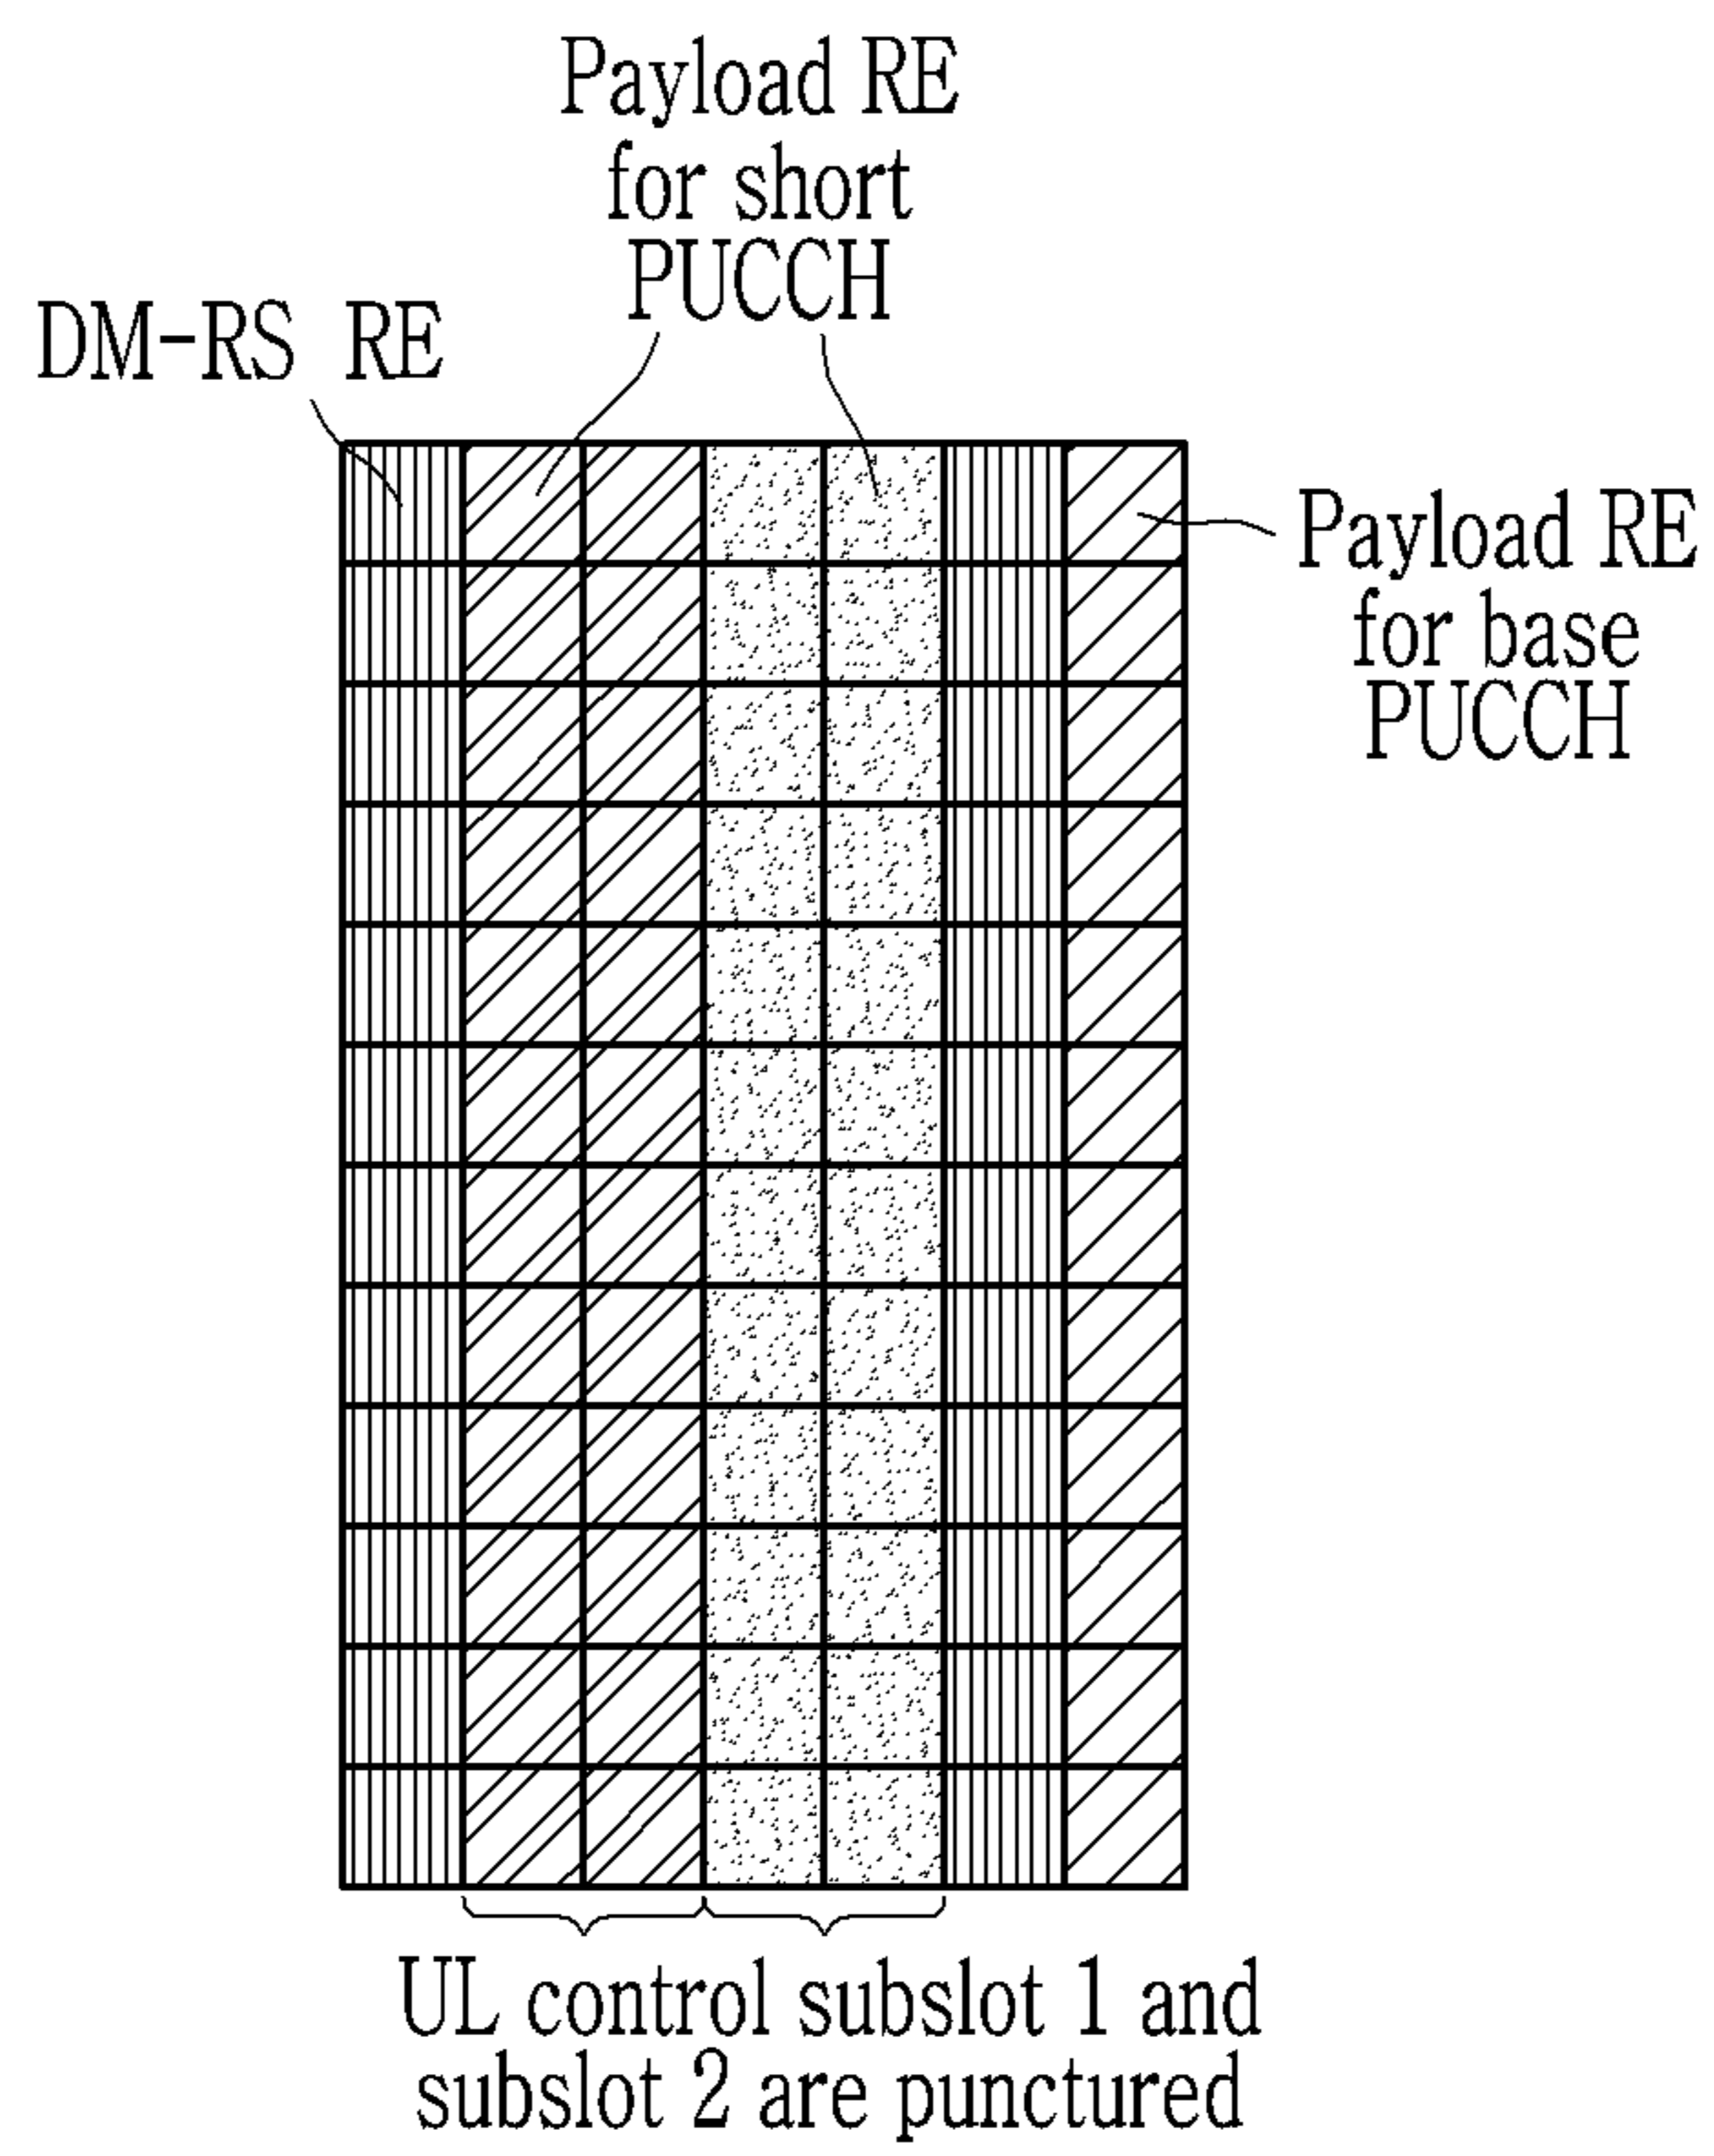 Payload RE
for short
PUCCH
DM-RS RE
Payload RE
for base
PUCCH
UL control subslot 1 and
subslot 2 are punctured